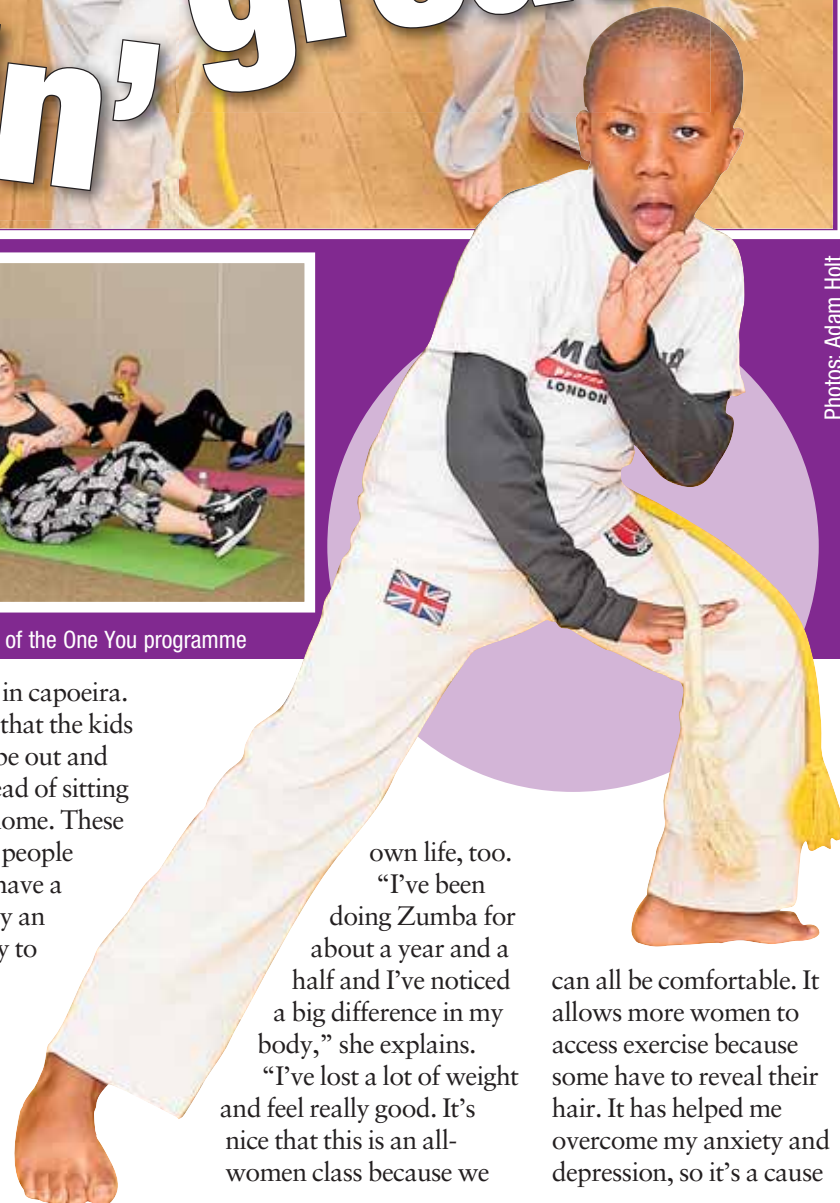 n’ grea
Photos: Adam Holt
LONDON
of the One You programme
in capoeira.
that the kids
be out and
ead of sitting
ome. These
people
have a
y an
y to
own life, too.
“I’ve been
doing Zumba for
about a year and a
half and I’ve noticed
a big difference in my
body,” she explains.
“I’ve lost a lot of weight
and feel really good. It’s
nice that this is an all-
women class because we
can all be comfortable. It
allows more women to
access exercise because
some have to reveal their
hair. It has helped me
overcome my anxiety and
depression, so it’s a cause